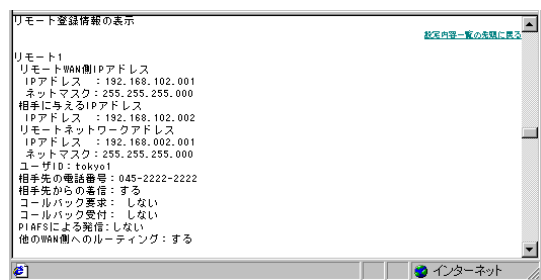 リモート登録情報の表示
設定内容一覧の先頭に戻る
リモート1
リモートWAN側IPアドレス
IPアドレス ：192.168.102.001
ネットマスク：255.255.255.000
相手に与えるIPアドレス
IPアドレス ：192.168.102.002
リモートネットワークアドレス
IPアドレス ：192.168.002.001
ネットマスク：255.255.255.000
ユーザID：tokyo1
相手先の電話番号：045-2222-2222
相手先からの着信：する
コールバック要求： しない
コールバック受付： しない
PIAFSによる発信：しない
他のWAN側へのルーティング：する
インターネット